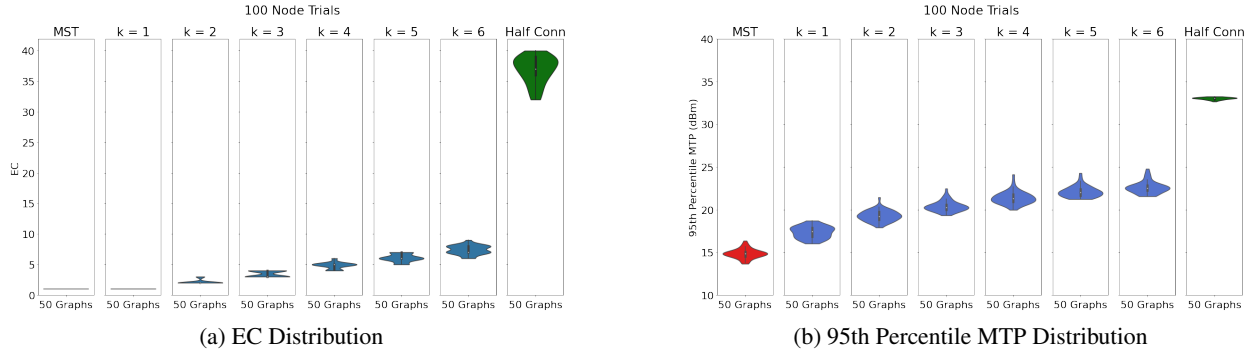 100 Node Trials
MST k = 1 k = 2 k = 3 k = 4 k = 5 k = 6 Half Conn
40
35
30
25
20
15
10
5
0
EC
50 Graphs 50 Graphs 50 Graphs 50 Graphs 50 Graphs 50 Graphs 50 Graphs 50 Graphs
(a) EC Distribution
100 Node Trials
MST k = 1 k = 2 k = 3 k = 4 k = 5 k = 6 Half Conn
40
35
30
25
20
15
10
95th Percentile MTP (dBm)
50 Graphs 50 Graphs 50 Graphs 50 Graphs 50 Graphs 50 Graphs 50 Graphs 50 Graphs
(b) 95th Percentile MTP Distribution